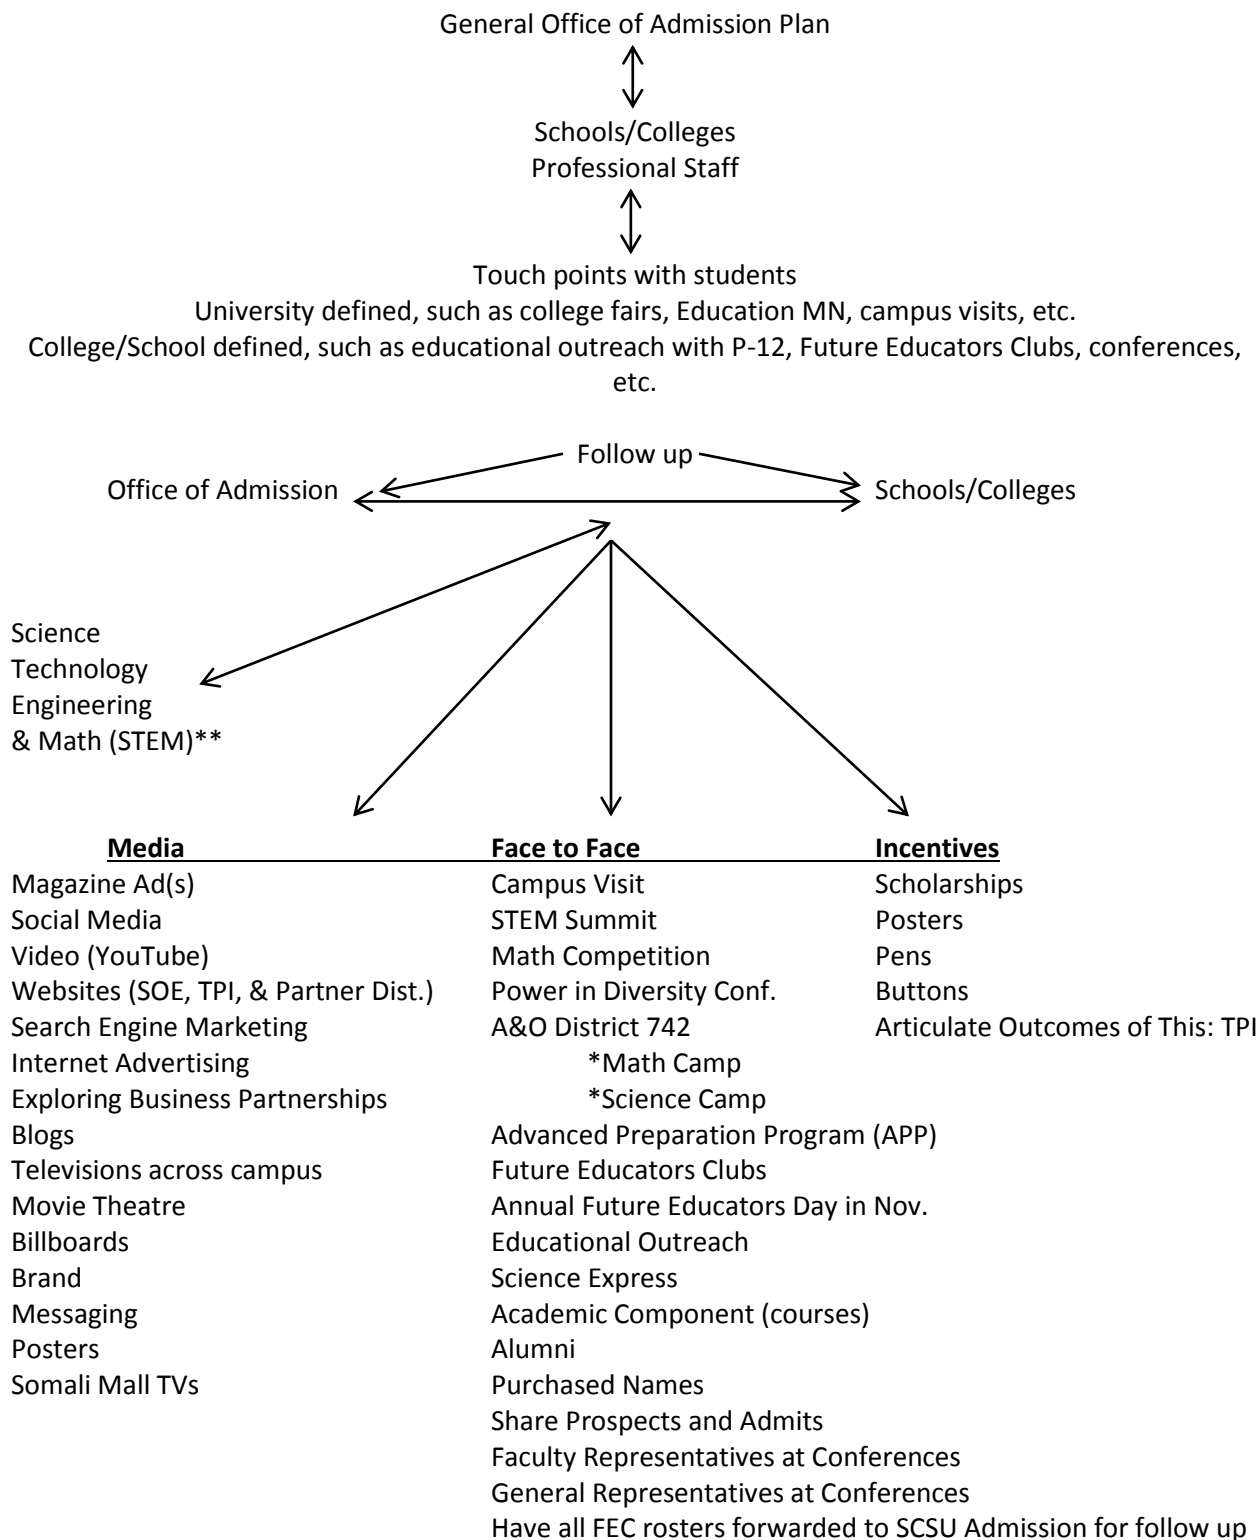 General Office of Admission Plan
Schools/Colleges
Professional Staff
Touch points with students
University defined, such as college fairs, Education MN, campus visits, etc.
College/School defined, such as educational outreach with P-12, Future Educators Clubs, conferences,
etc.
Follow up
Office of Admission
Schools/Colleges
Science
Technology
Engineering
& Math (STEM)**
Media
Magazine Ad(s)
Social Media
Video (YouTube)
Websites (SOE, TPI, & Partner Dist.)
Search Engine Marketing
Internet Advertising
Exploring Business Partnerships
Blogs
Televisions across campus
Movie Theatre
Billboards
Brand
Messaging
Posters
Somali Mall TVs
Face to Face
Campus Visit
STEM Summit
Math Competition
Power in Diversity Conf.
A&O District 742
*Math Camp
*Science Camp
Advanced Preparation Program (APP)
Future Educators Clubs
Annual Future Educators Day in Nov.
Educational Outreach
Science Express
Academic Component (courses)
Alumni
Purchased Names
Share Prospects and Admits
Faculty Representatives at Conferences
General Representatives at Conferences
Have all FEC rosters forwarded to SCSU Admission for follow up
Incentives
Scholarships
Posters
Pens
Buttons
Articulate Outcomes of This: TPI